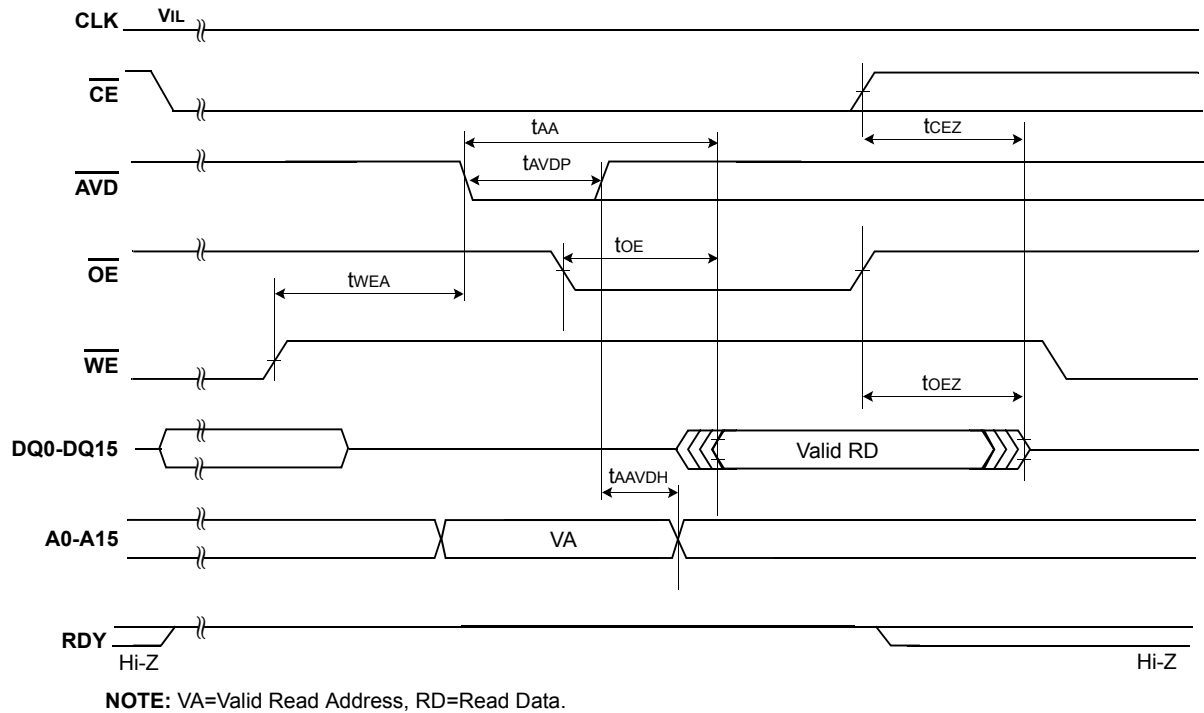 CLK VIL
CE
tAA
tCEZ
tAVDP
AVD
tOE
OE
tWEA
WE
tOEZ
DQ0-DQ15 Valid RD
tAAVDH
A0-A15 VA
RDY
Hi-Z Hi-Z
NOTE: VA=Valid Read Address, RD=Read Data.